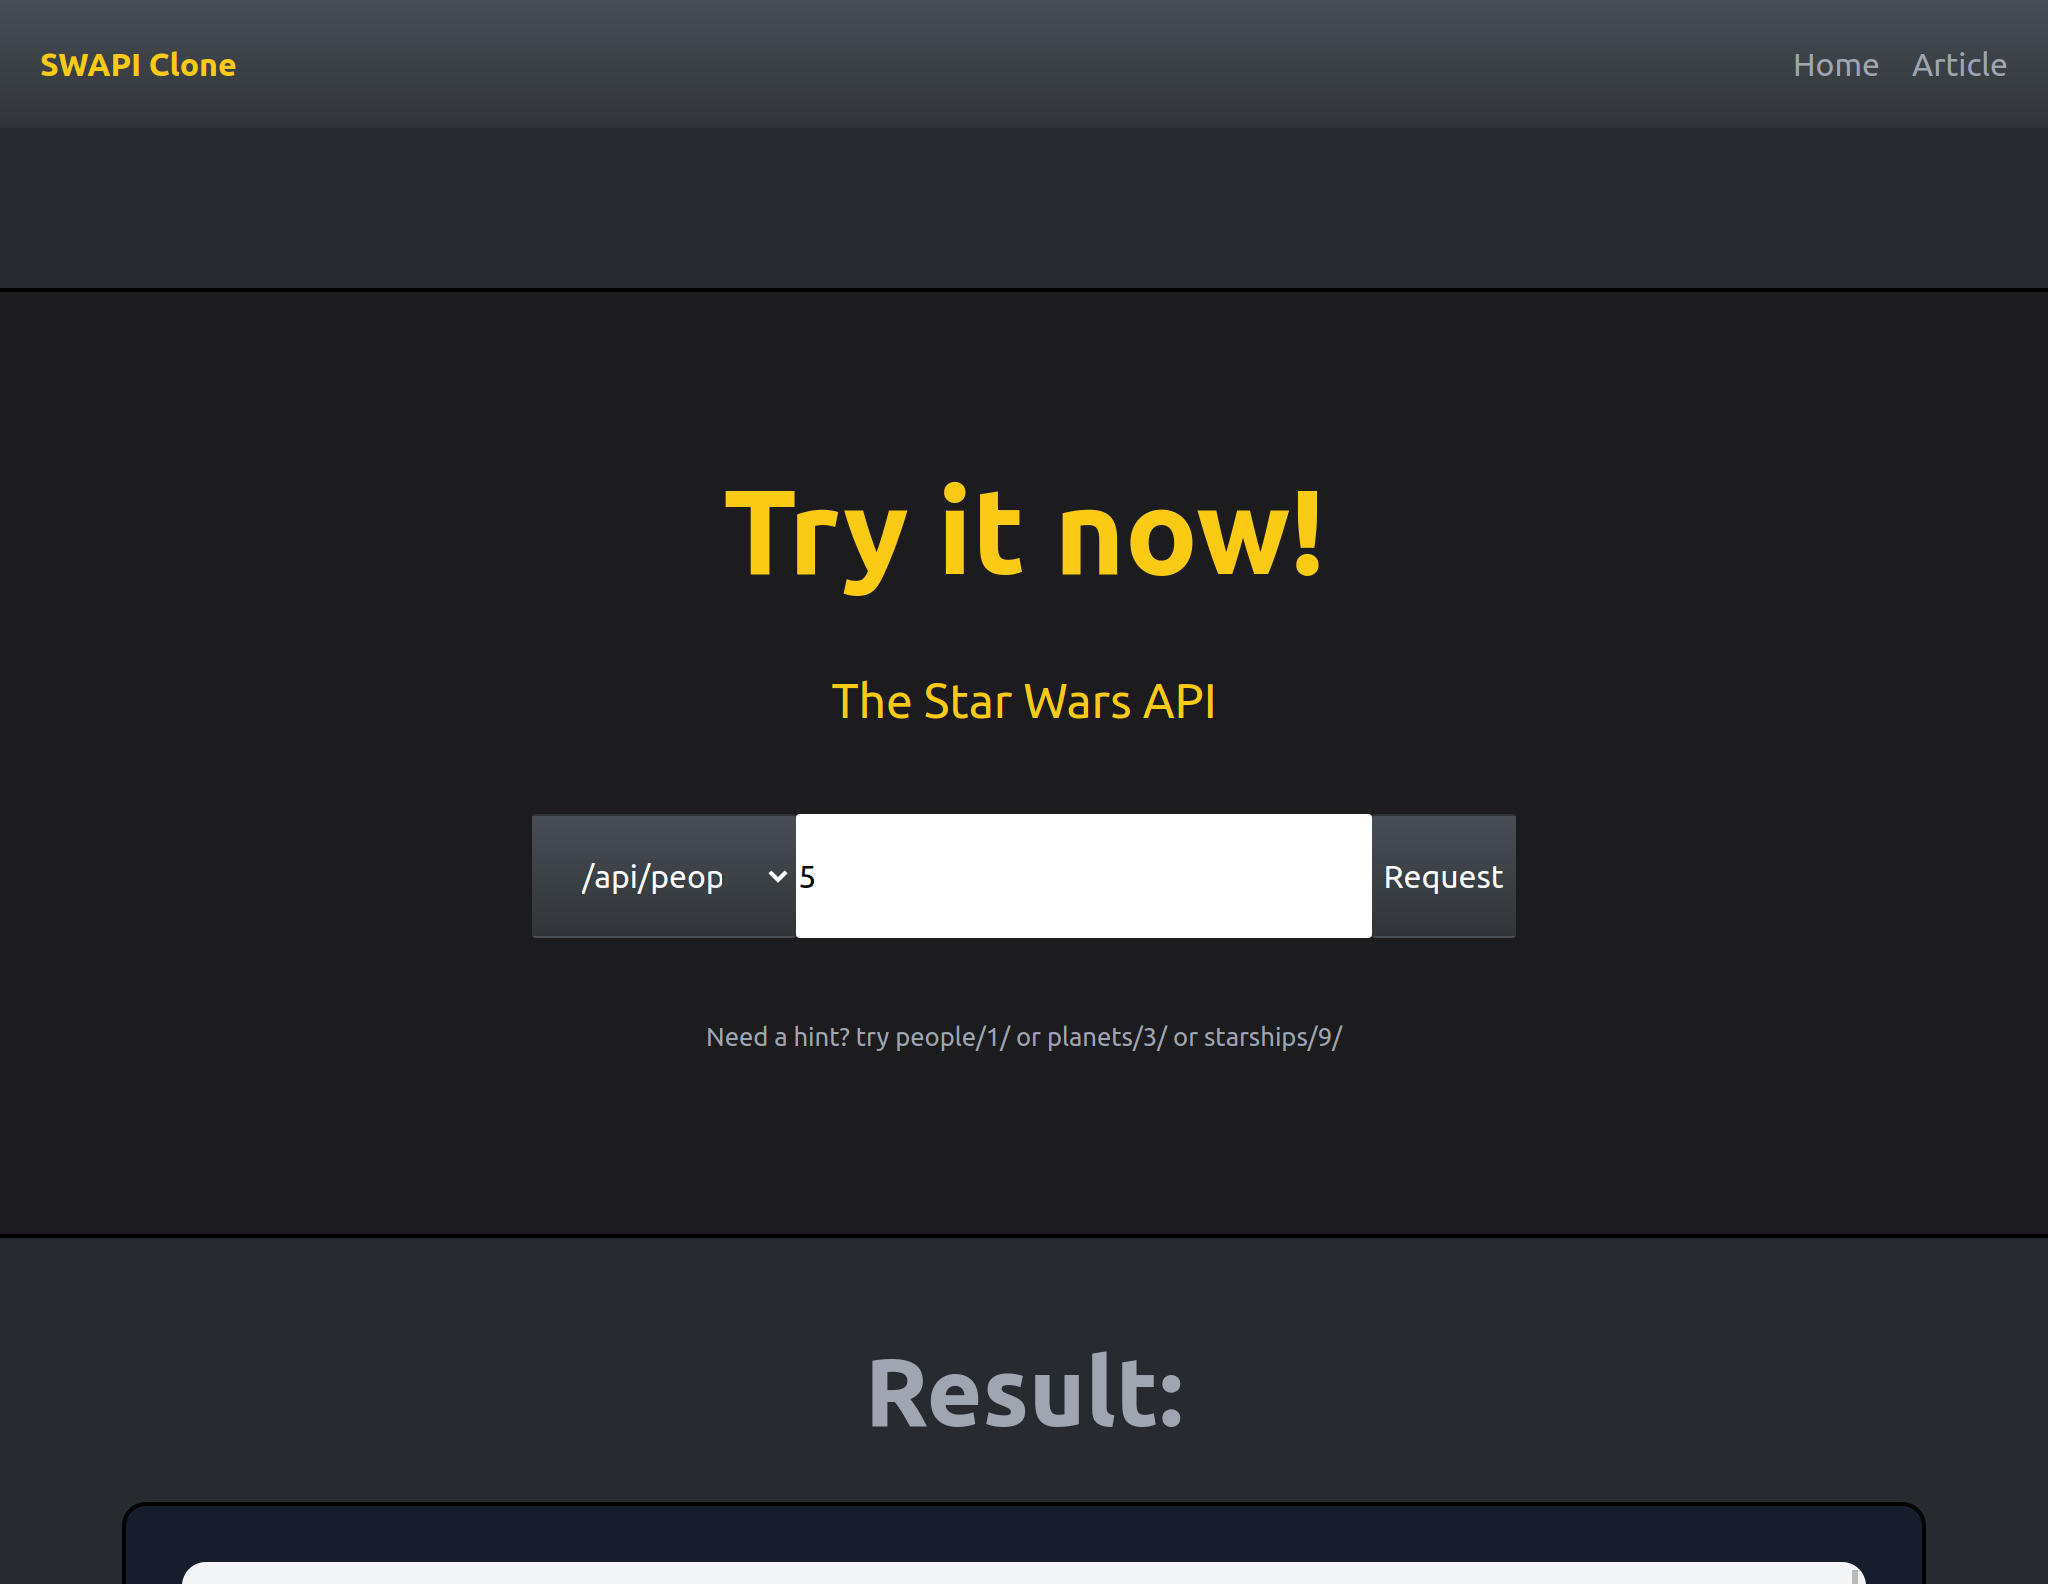 SWAPI Clone Home Article
Try it now!
The Star Wars API
/api/peop 5 Request
Need a hint? try people/1/ or planets/3/ or starships/9/
Result: